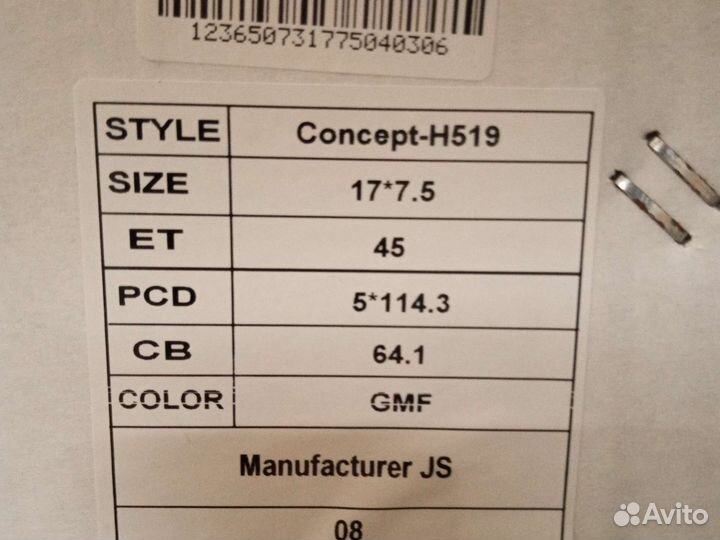 123650731775040306
STYLE Concept-H519
SIZE 17*7.5
ET 45
PCD 5*114.3
CB 64.1
COLOR GMF
Manufacturer JS
08
Avito